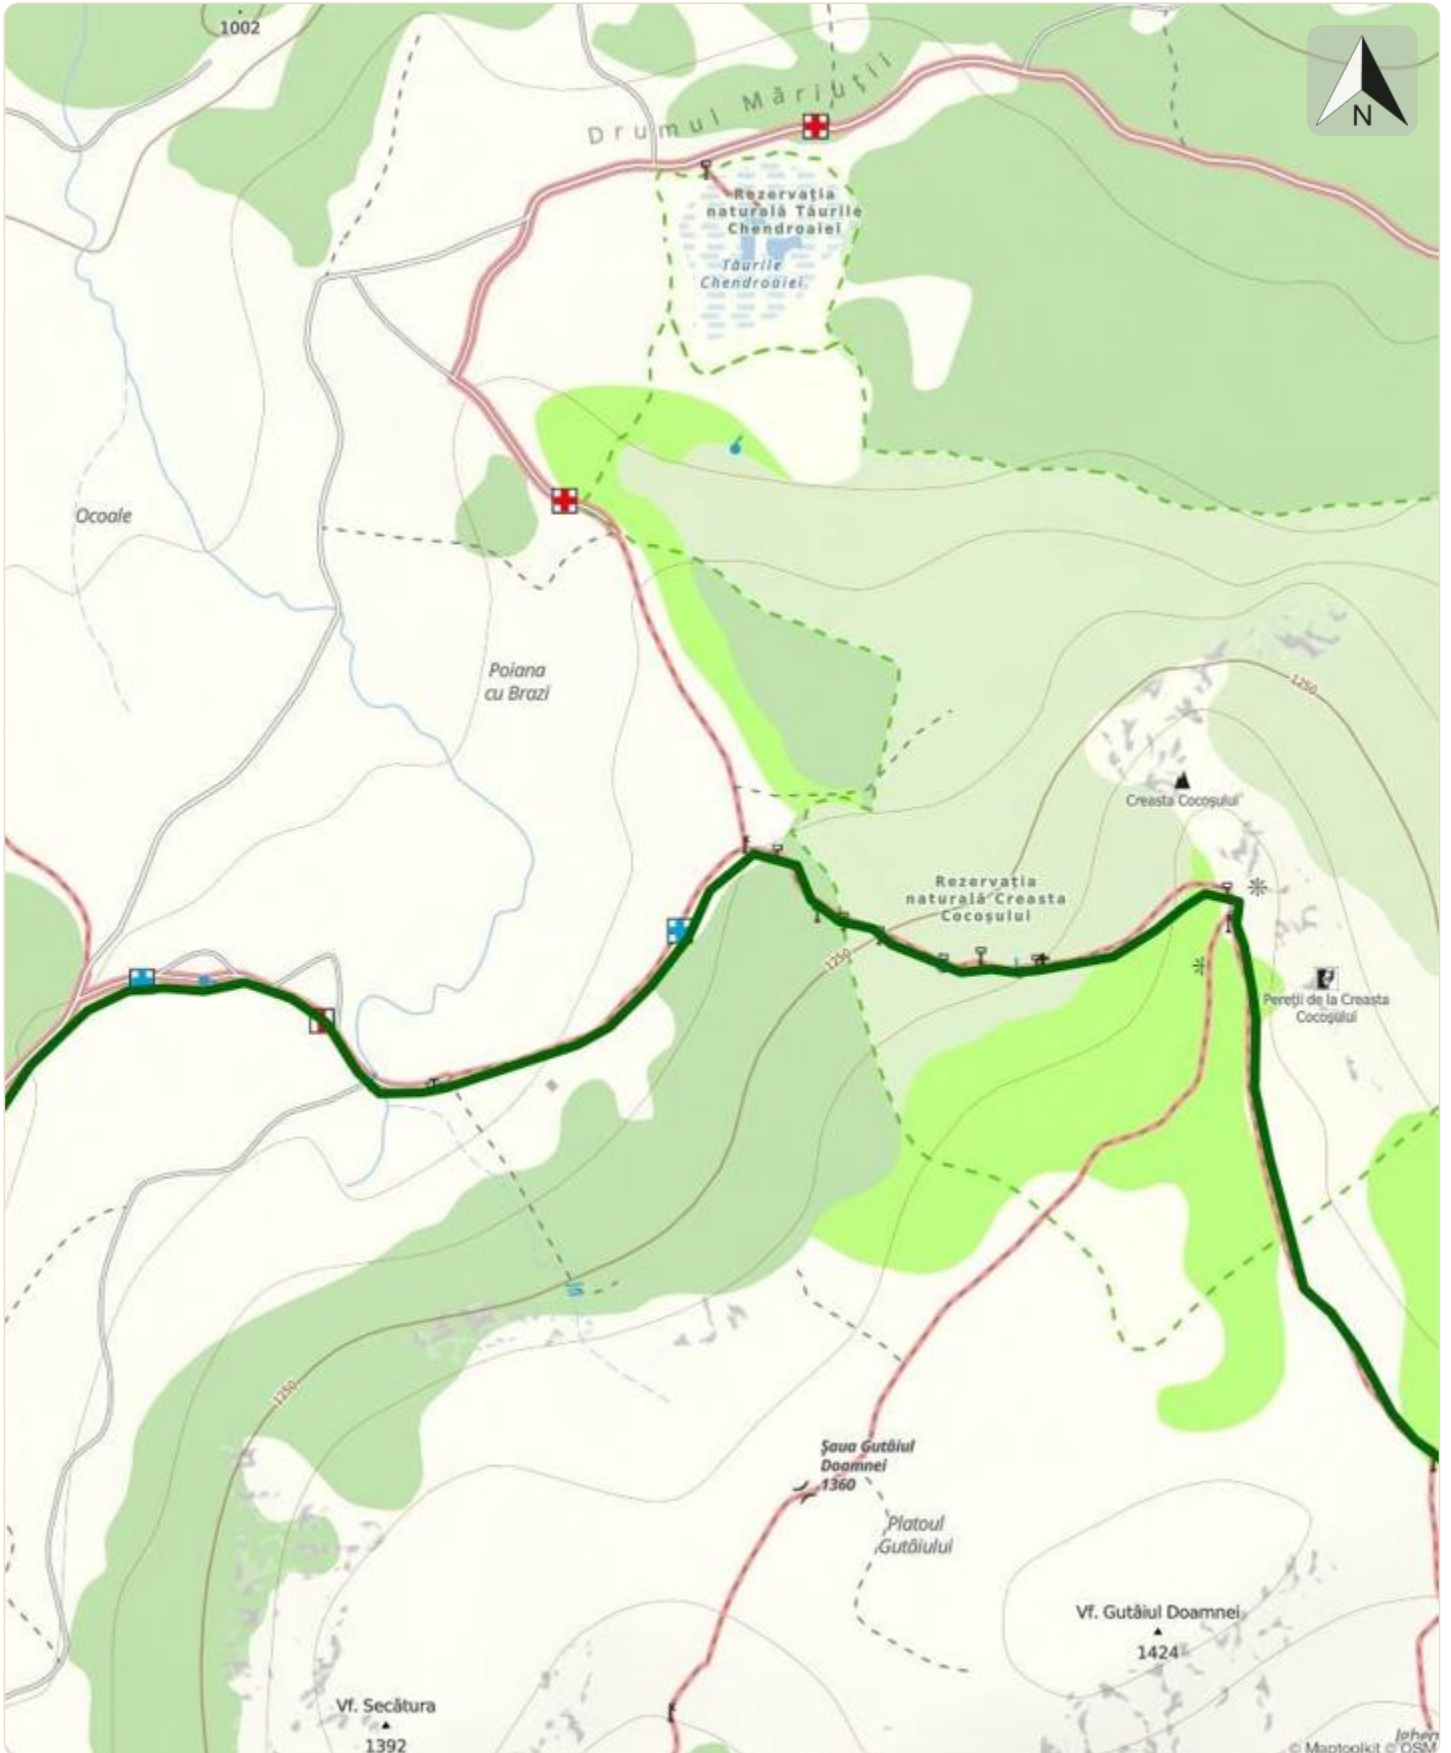 1002
N
Drumul Măriuții
Rezervația
naturală Tăurile
Chendroaiei
Tăurile
Chendroaiei
Ocoale
Poiana
cu Brazi
1250
Creasta Cocoșului
Rezervația
naturală Creasta
Cocoșului
1250
Pereții de la Creasta
Cocoșului
1250
Șaua Gutâiul
Doamnei
1360
Platoul
Gutâiului
Vf. Gutâiul Doamnei
1424
Vf. Secătura
1392
© Maptoolkit © OSM